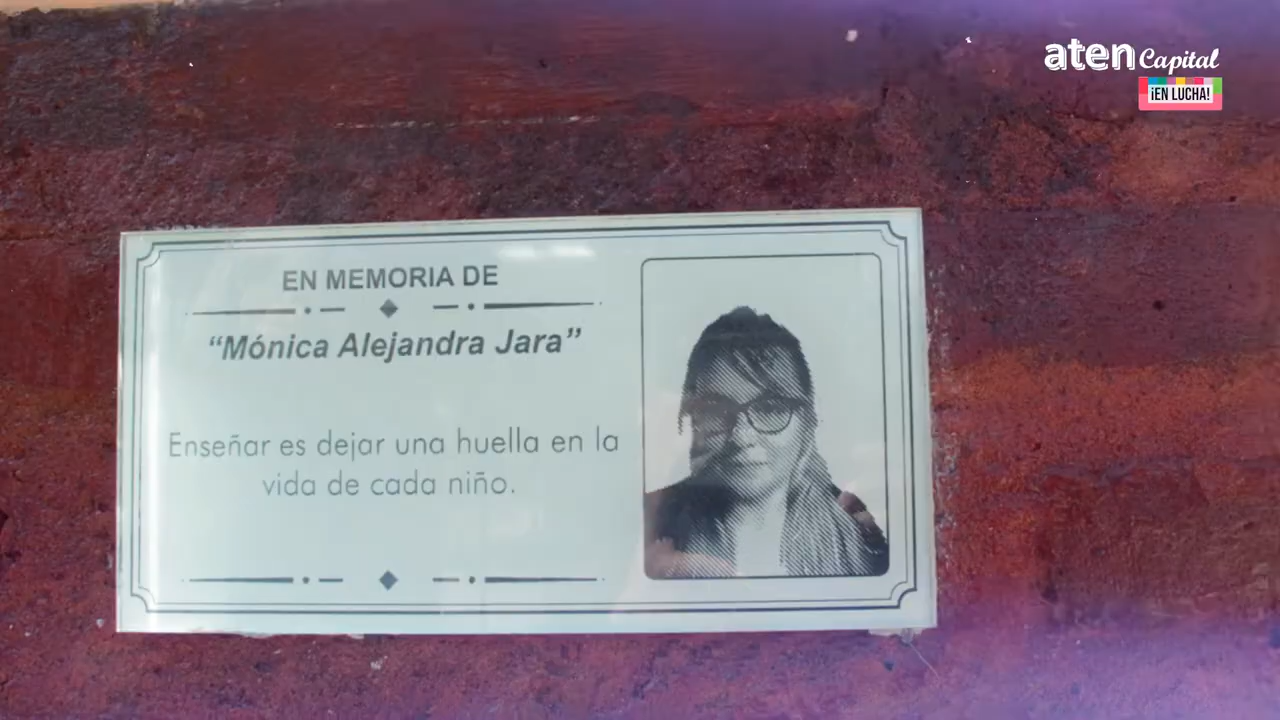 aten Capital
¡EN LUCHA!
EN MEMORIA DE
“Mónica Alejandra Jara”
Enseñar es dejar una huella en la
vida de cada niño.